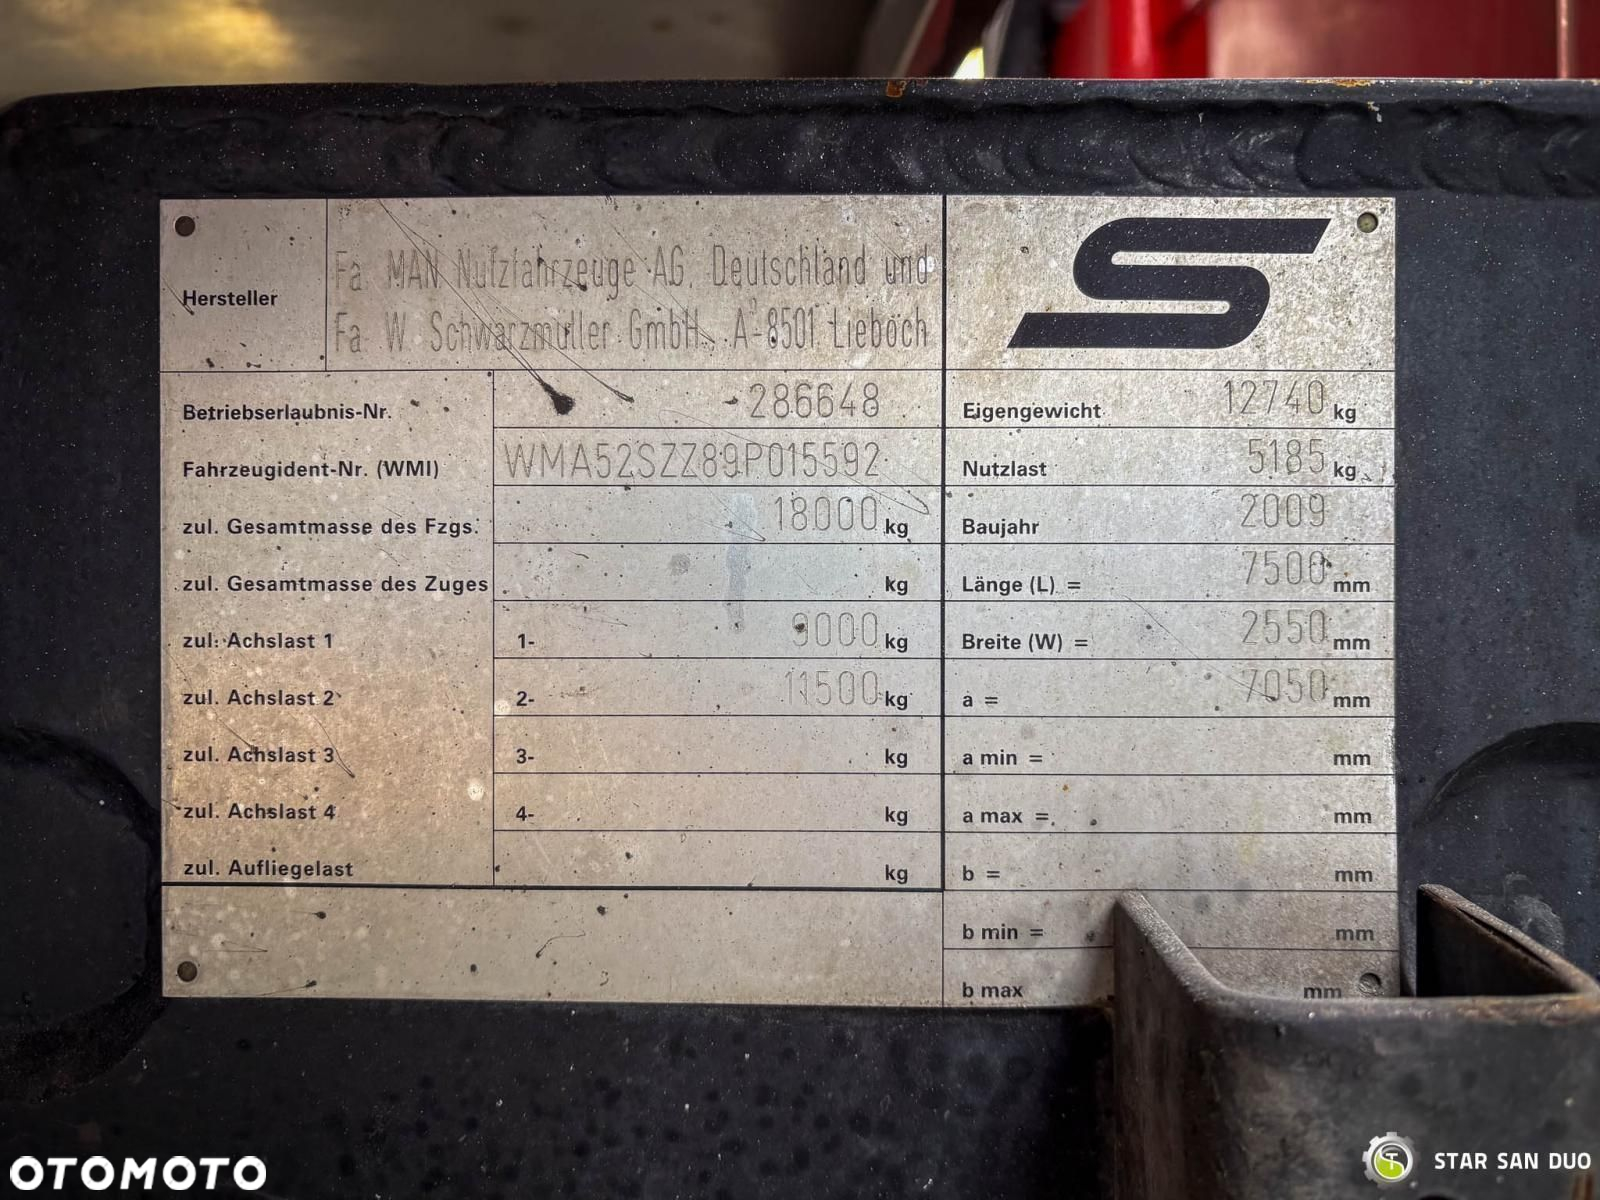 Hersteller
Fa. MAN Nutzfahrzeuge AG, Deutschland und
Fa. W. Schwarzmüller GmbH., A-8501 Lieboch
Betriebserlaubnis-Nr. 286648
Fahrzeugident-Nr. (WMI) WMA52SZZ89P015592
zul. Gesamtmasse des Fzgs. 18000 kg
zul. Gesamtmasse des Zuges kg
zul. Achslast 1 1- 9000 kg
zul. Achslast 2 2- 11500 kg
zul. Achslast 3 3- kg
zul. Achslast 4 4- kg
zul. Aufliegelast kg
S
Eigengewicht 12740 kg
Nutzlast 5185 kg
Baujahr 2009
Länge (L) = 7500 mm
Breite (W) = 2550 mm
a = 7050 mm
a min = mm
a max = mm
b = mm
b min = mm
b max mm
OTOMOTO
STAR SAN DUO